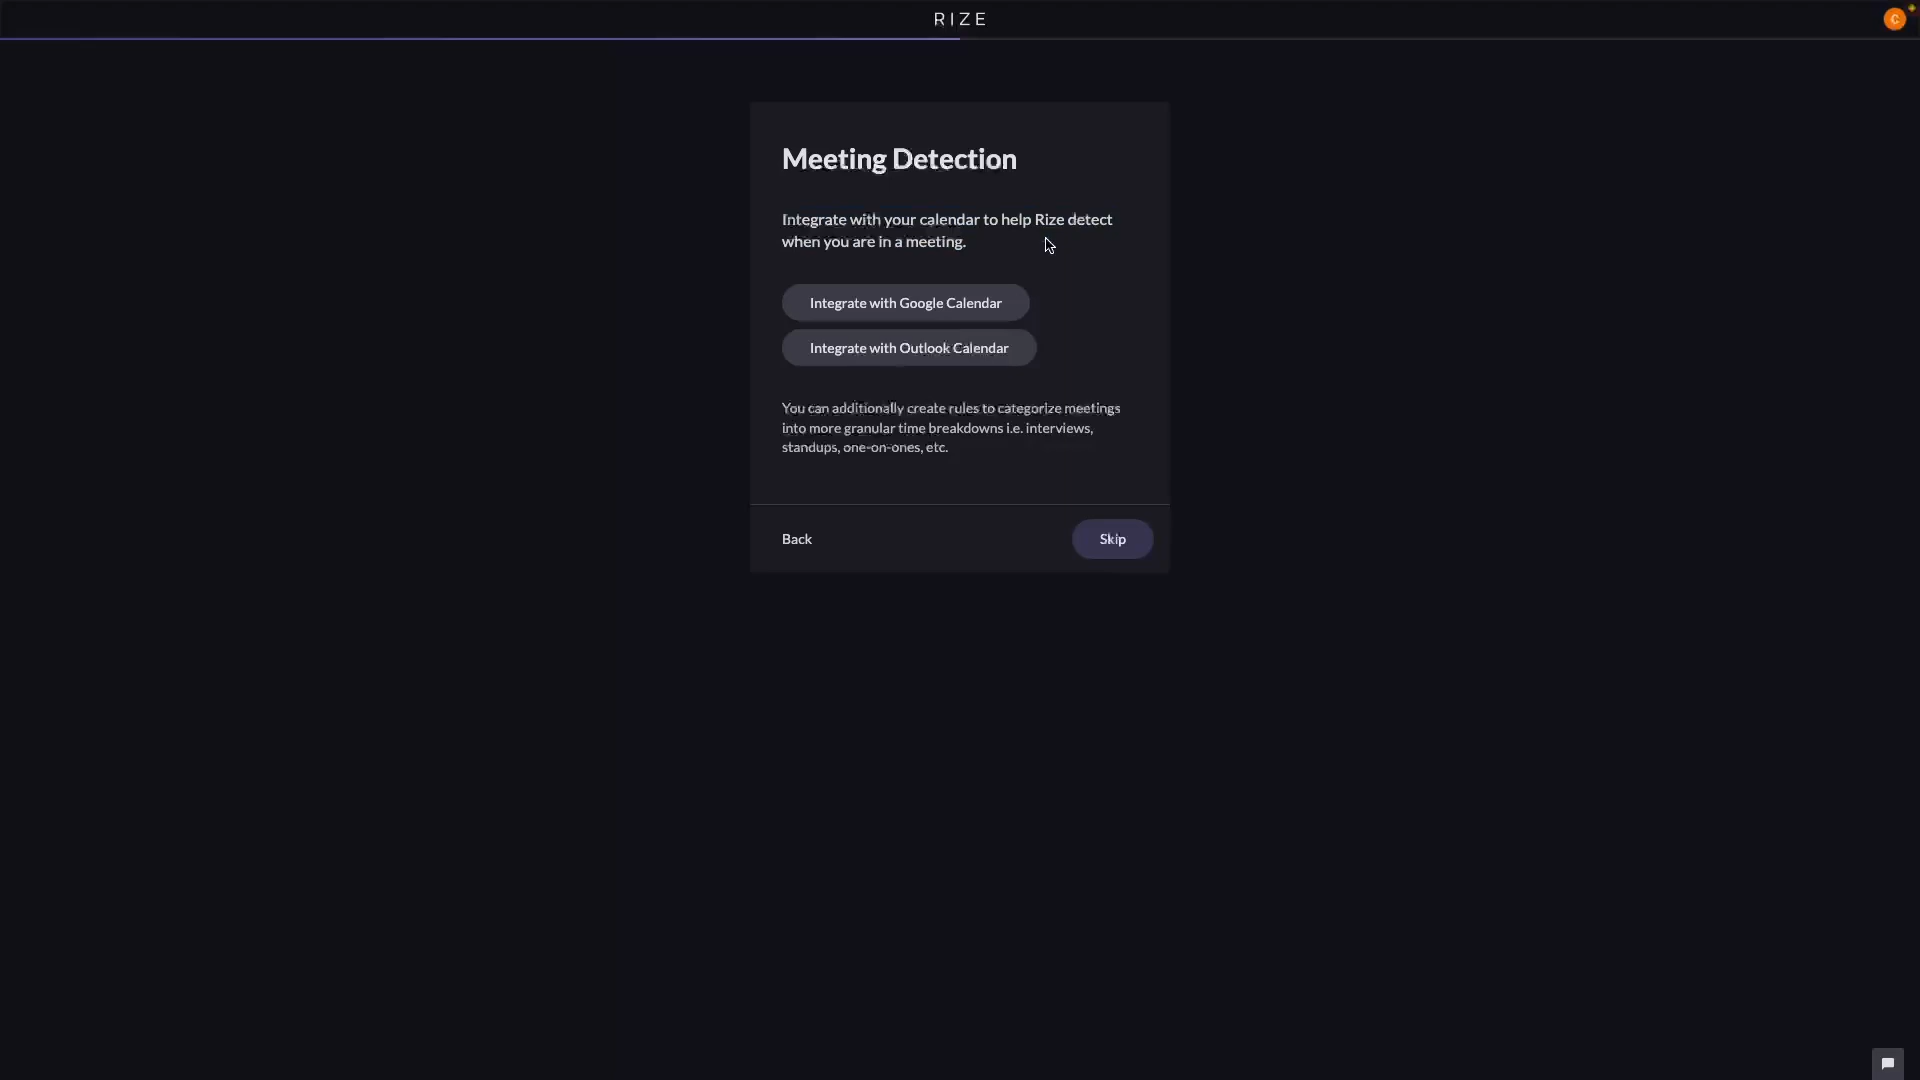 RIZE
C
Meeting Detection
Integrate with your calendar to help Rize detect
when you are in a meeting.
Integrate with Google Calendar
Integrate with Outlook Calendar
You can additionally create rules to categorize meetings
into more granular time breakdowns i.e. interviews,
standups, one-on-ones, etc.
Back
Skip